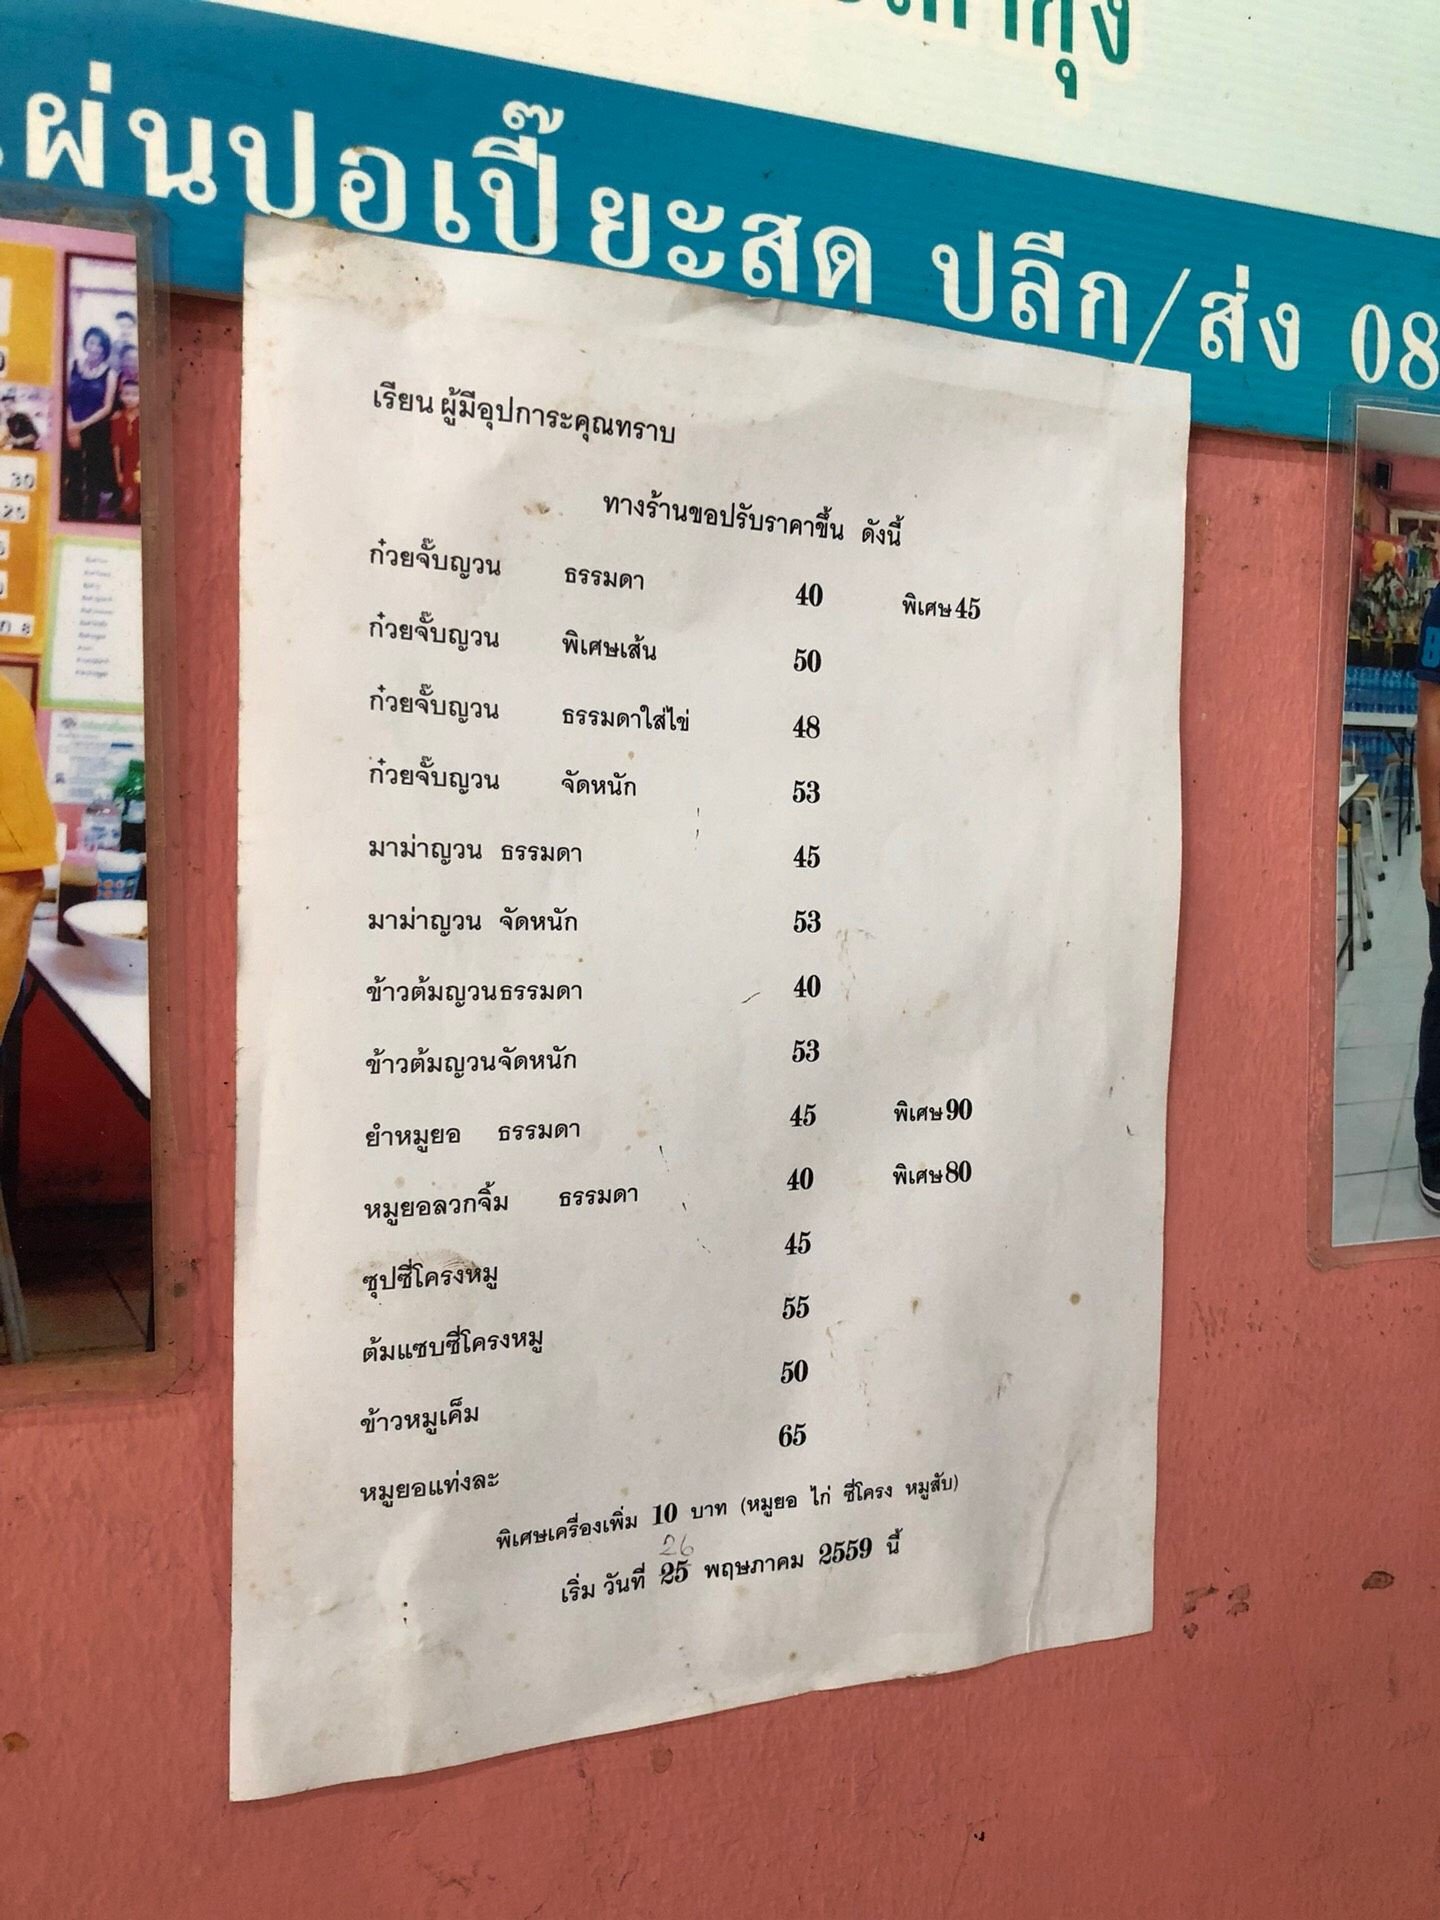 ผ่นปอเปี๊ยะสด ปลีก/ส่ง 08
เรียน ผู้มีอุปการะคุณทราบ
ทางร้านขอปรับราคาขึ้น ดังนี้
ก๋วยจั๊บญวน ธรรมดา 40 พิเศษ 45
ก๋วยจั๊บญวน พิเศษเส้น 50
ก๋วยจั๊บญวน ธรรมดาใส่ไข่ 48
ก๋วยจั๊บญวน จัดหนัก 53
มาม่าญวน ธรรมดา 45
มาม่าญวน จัดหนัก 53
ข้าวต้มญวนธรรมดา 40
ข้าวต้มญวนจัดหนัก 53
ยำหมูยอ ธรรมดา 45 พิเศษ 90
หมูยอลวกจิ้ม ธรรมดา 40 พิเศษ 80
ซุปซี่โครงหมู 45
ต้มแซบซี่โครงหมู 55
ข้าวหมูเค็ม 50
หมูยอแท่งละ 65
พิเศษเครื่องเพิ่ม 10 บาท (หมูยอ ไก่ ซี่โครง หมูสับ)
26
เริ่ม วันที่ 25 พฤษภาคม 2559 นี้